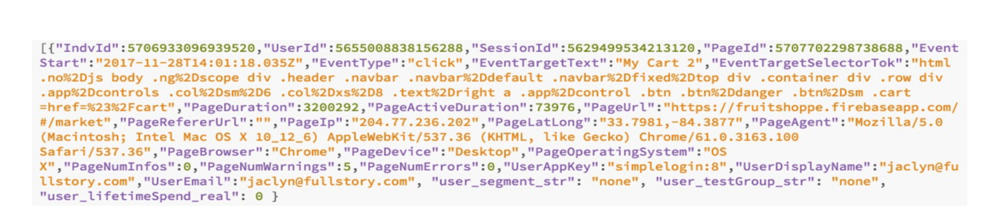 [{"IndvId":5706933096939520,"UserId":5655008838156288,"SessionId":5629499534213120,"PageId":5707702298738688,"Event
Start":"2017-11-28T14:01:18.035Z","EventType":"click","EventTargetText":"My Cart 2","EventTargetSelectorTok":"html
.no%2Djs body .ng%2Dscope div .header .navbar .navbar%2Ddefault .navbar%2Dfixed%2Dtop div .container div .row div
.app%2Dcontrols .col%2Dsm%2D6 .col%2Dxs%2D8 .text%2Dright a .app%2Dcontrol .btn .btn%2Ddanger .btn%2Dsm .cart
=href=%23%2Fcart","PageDuration":3200292,"PageActiveDuration":73976,"PageUrl":"https://fruitshoppe.firebaseapp.com/
#/market","PageRefererUrl":"","PageIp":"204.77.236.202","PageLatLong":"33.7981,-84.3877","PageAgent":"Mozilla/5.0
(Macintosh; Intel Mac OS X 10_12_6) AppleWebKit/537.36 (KHTML, like Gecko) Chrome/61.0.3163.100
Safari/537.36","PageBrowser":"Chrome","PageDevice":"Desktop","PageOperatingSystem":"OS
X","PageNumInfos":0,"PageNumWarnings":5,"PageNumErrors":0,"UserAppKey":"simplelogin:8","UserDisplayName":"jaclyn@fu
llstory.com","UserEmail":"jaclyn@fullstory.com", "user_segment_str": "none", "user_testGroup_str": "none",
"user_lifetimeSpend_real": 0 }